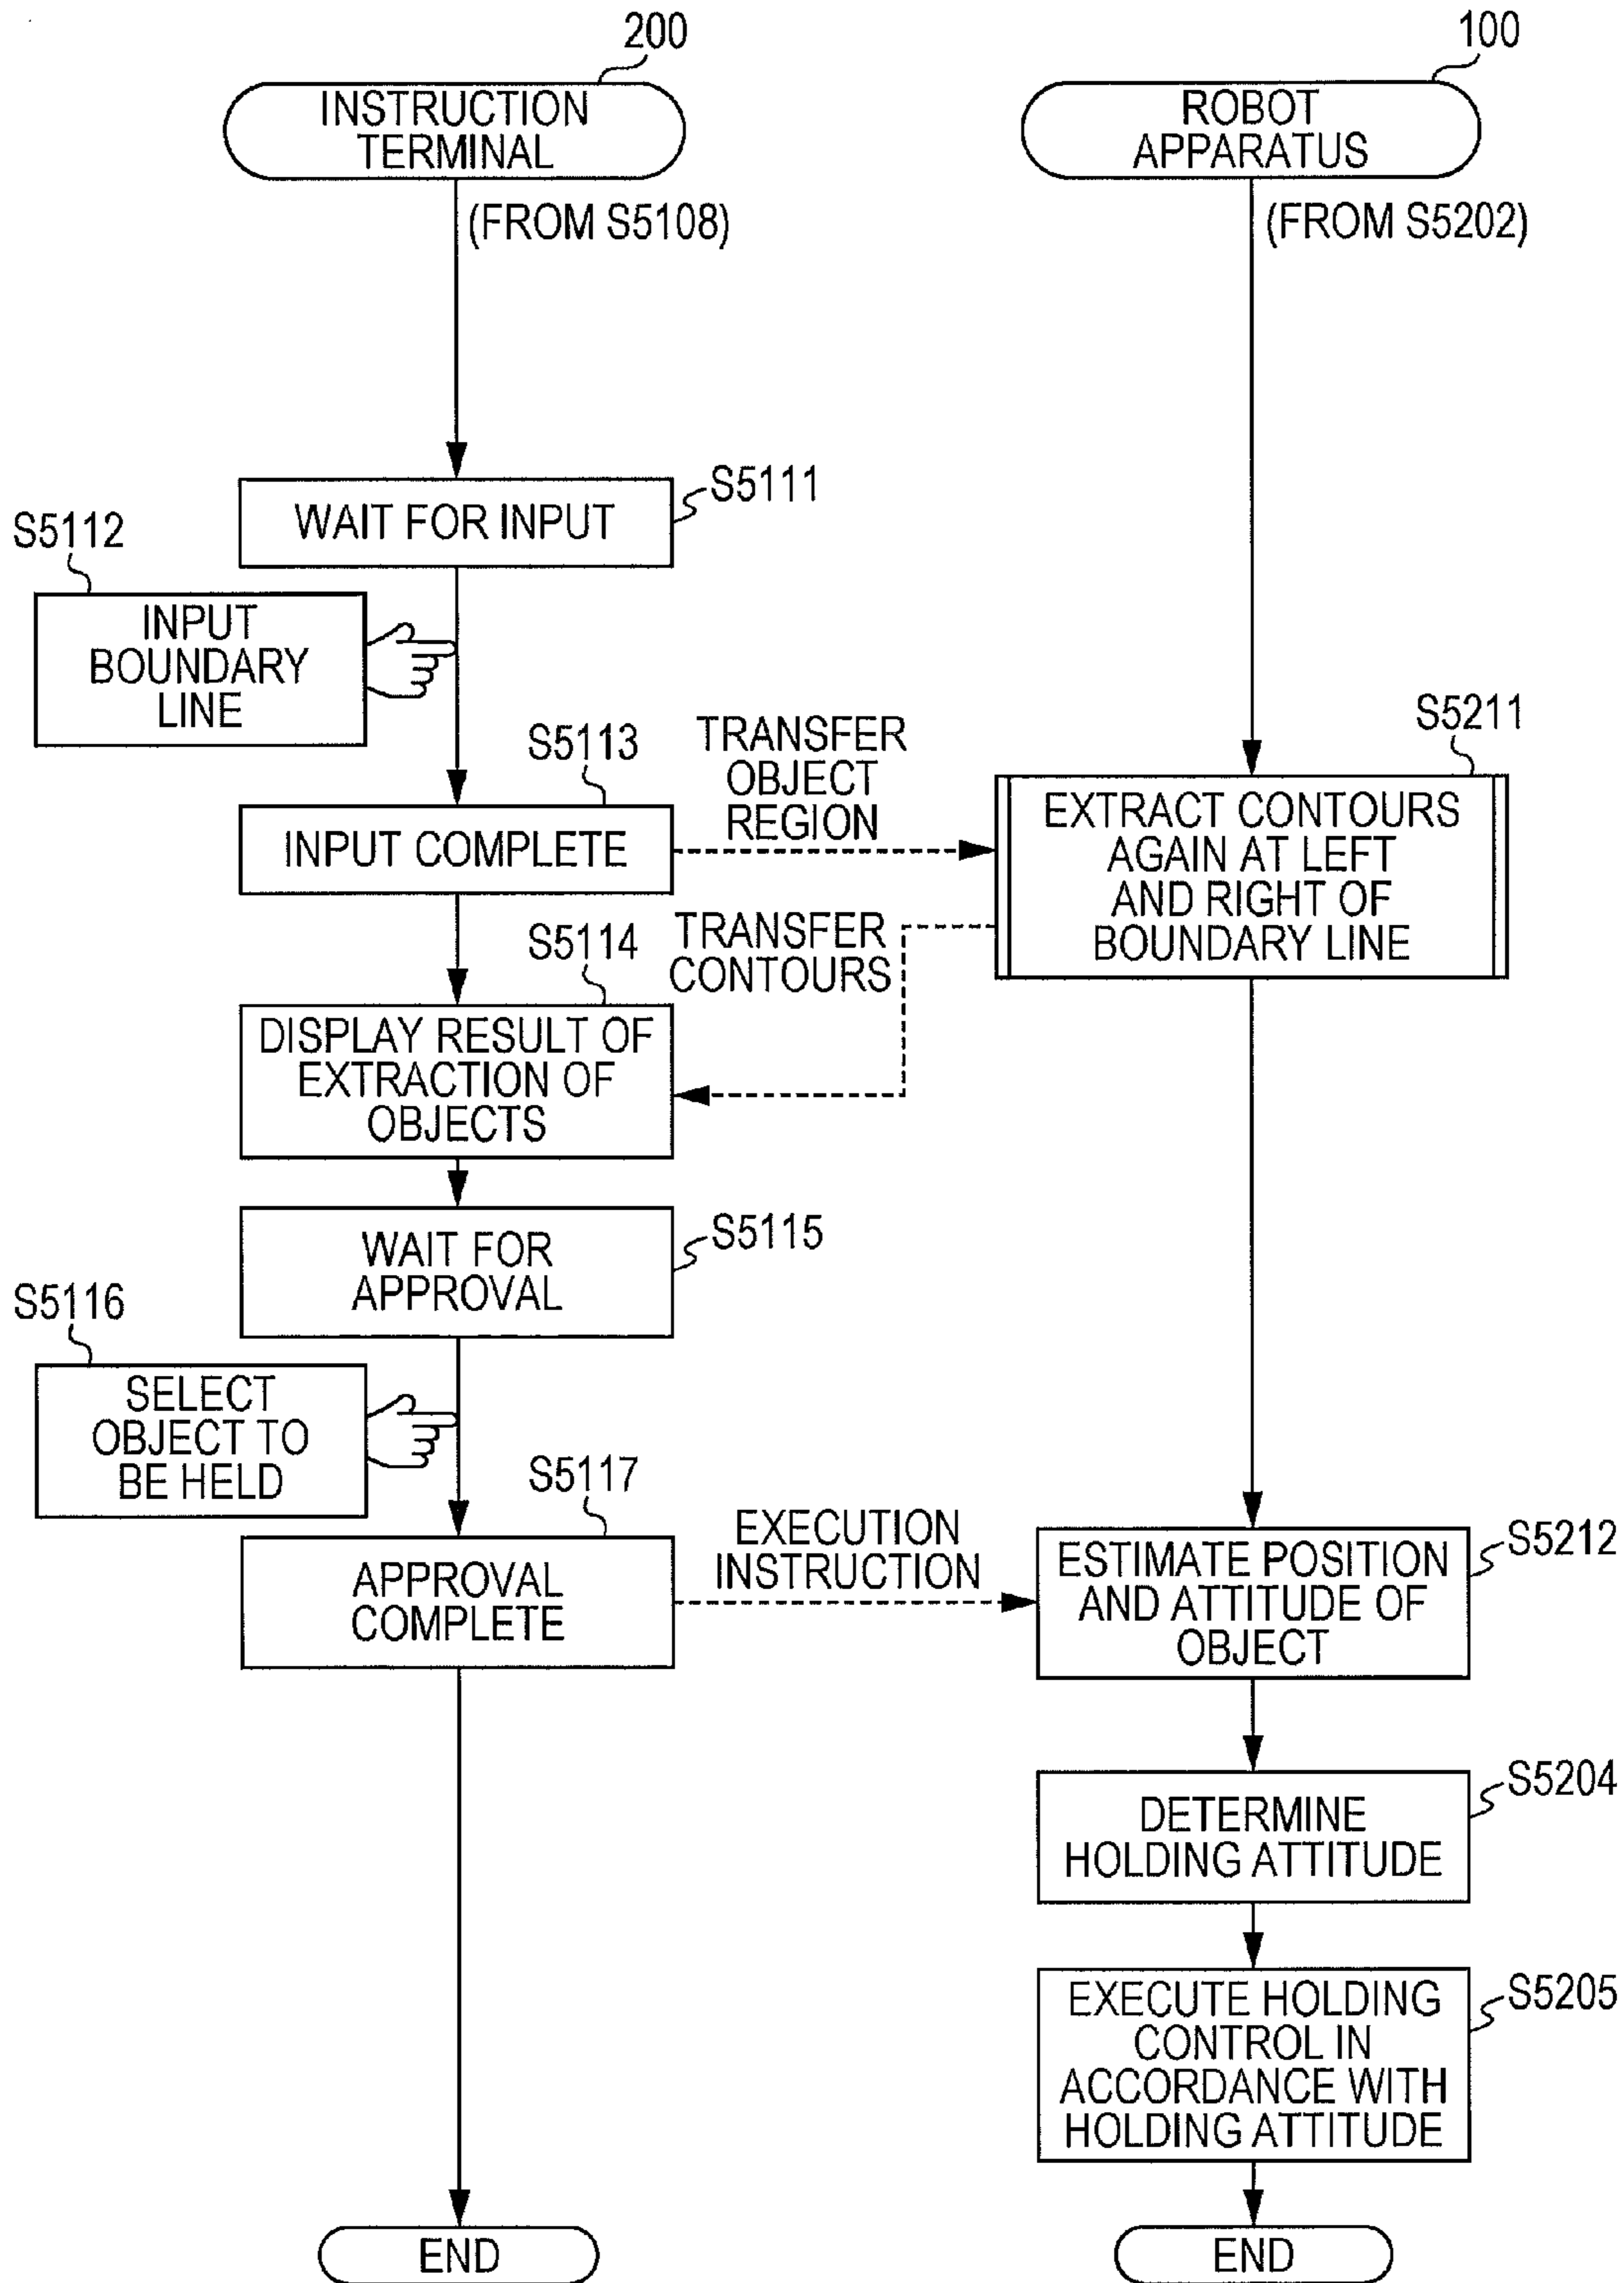 200
INSTRUCTION
TERMINAL
(FROM S5108)
100
ROBOT
APPARATUS
(FROM S5202)
S5111
WAIT FOR INPUT
S5112
INPUT
BOUNDARY
LINE
S5113
INPUT COMPLETE
TRANSFER
OBJECT
REGION
S5211
EXTRACT CONTOURS
AGAIN AT LEFT
AND RIGHT OF
BOUNDARY LINE
TRANSFER
CONTOURS
S5114
DISPLAY RESULT OF
EXTRACTION OF
OBJECTS
S5115
WAIT FOR
APPROVAL
S5116
SELECT
OBJECT TO
BE HELD
S5117
APPROVAL
COMPLETE
EXECUTION
INSTRUCTION
S5212
ESTIMATE POSITION
AND ATTITUDE OF
OBJECT
S5204
DETERMINE
HOLDING ATTITUDE
S5205
EXECUTE HOLDING
CONTROL IN
ACCORDANCE WITH
HOLDING ATTITUDE
END
END